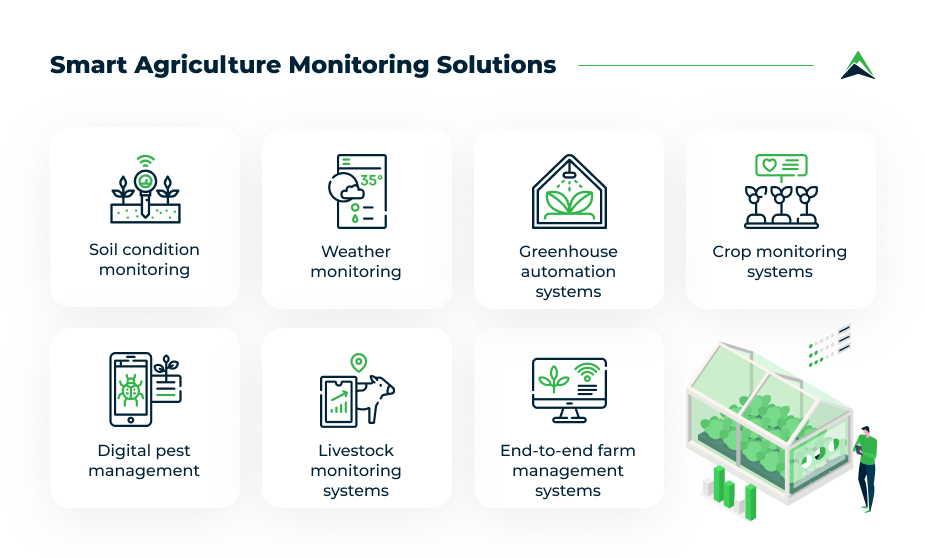 Smart Agriculture Monitoring Solutions
Soil condition
monitoring
35°
Weather
monitoring
Greenhouse
automation
systems
Crop monitoring
systems
Digital pest
management
Livestock
monitoring
systems
End-to-end farm
management
systems